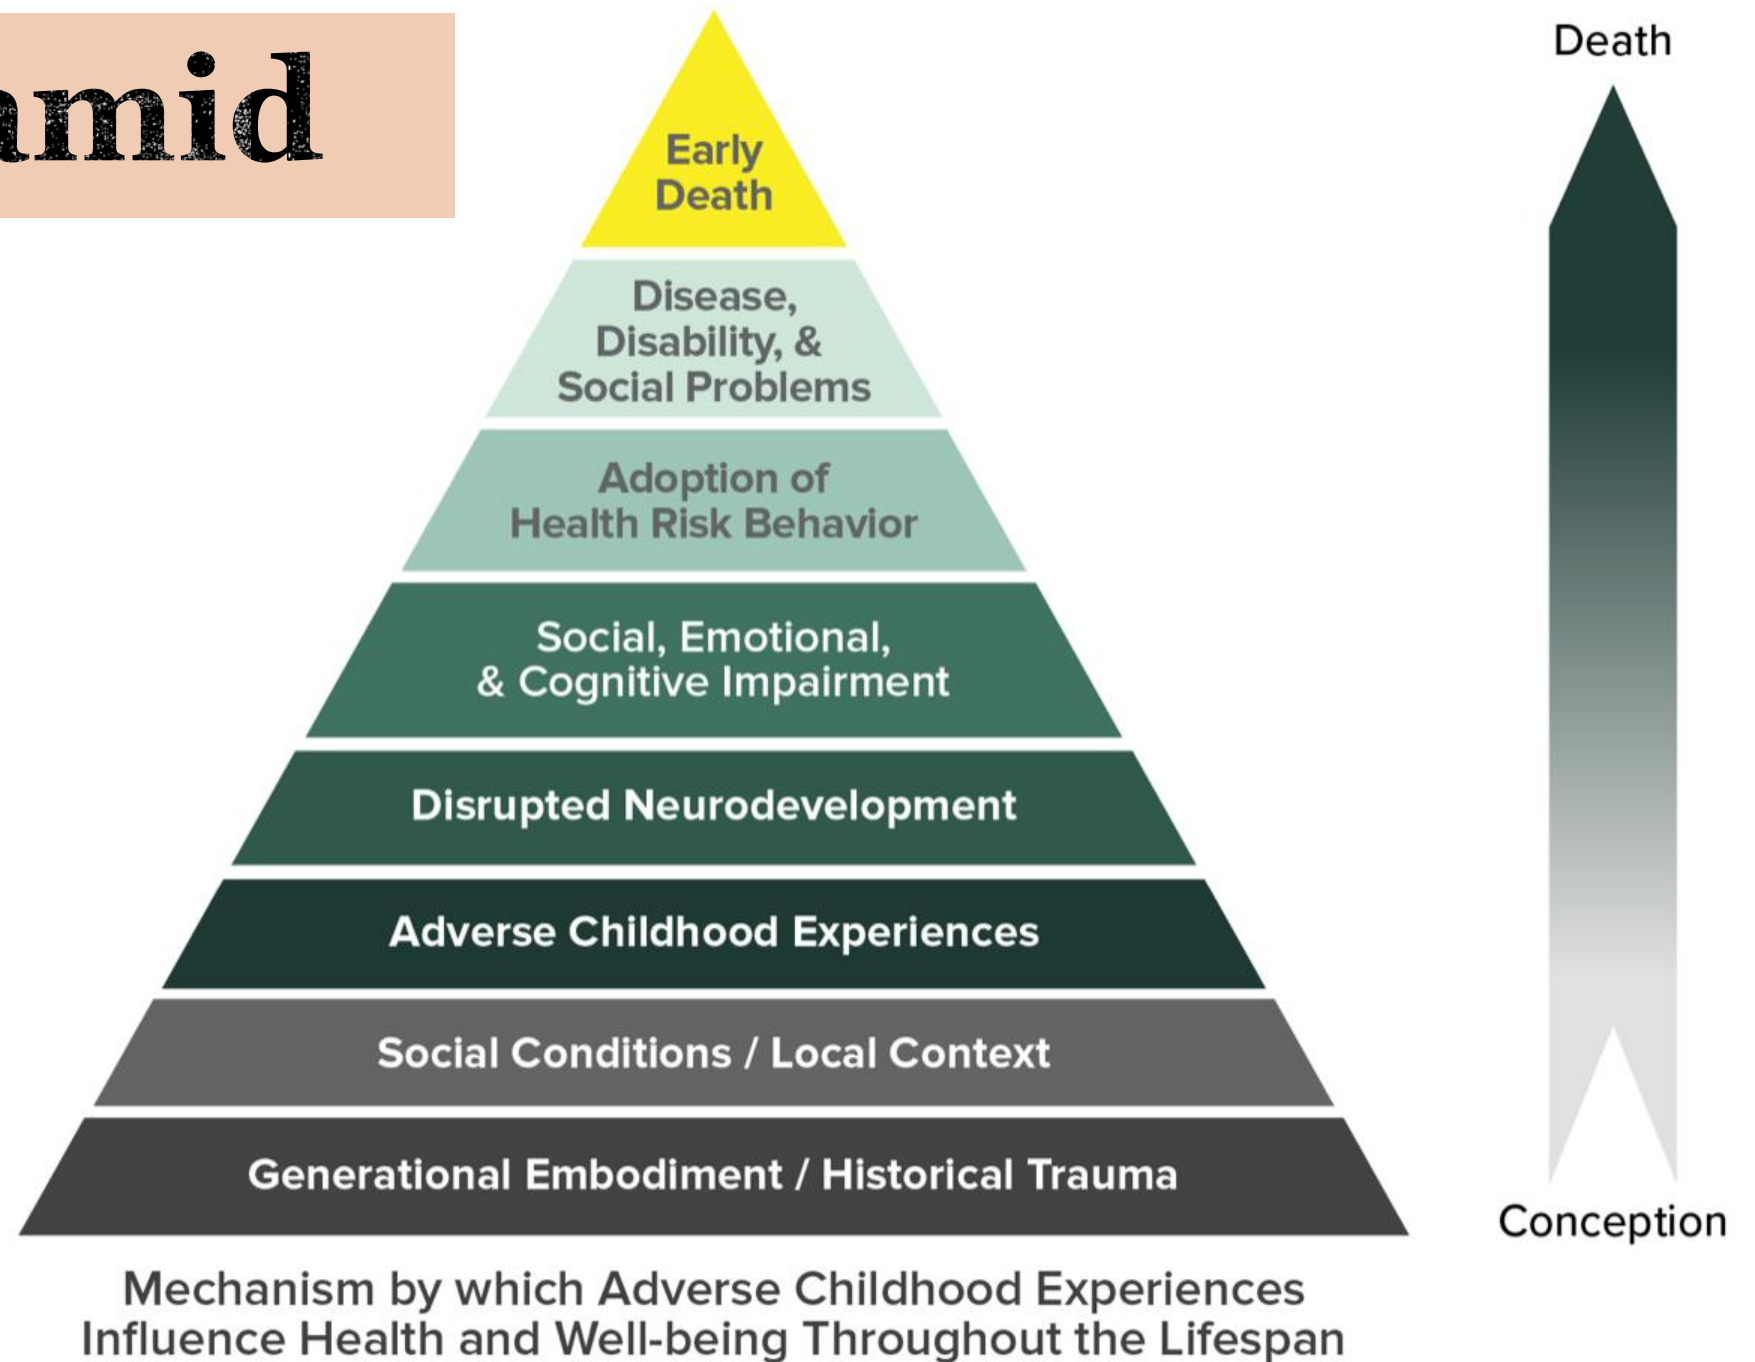 amid
Early
Death
Disease,
Disability, &
Social Problems
Adoption of
Health Risk Behavior
Social, Emotional,
& Cognitive Impairment
Disrupted Neurodevelopment
Adverse Childhood Experiences
Social Conditions / Local Context
Generational Embodiment / Historical Trauma
Mechanism by which Adverse Childhood Experiences
Influence Health and Well-being Throughout the Lifespan
Death
Conception